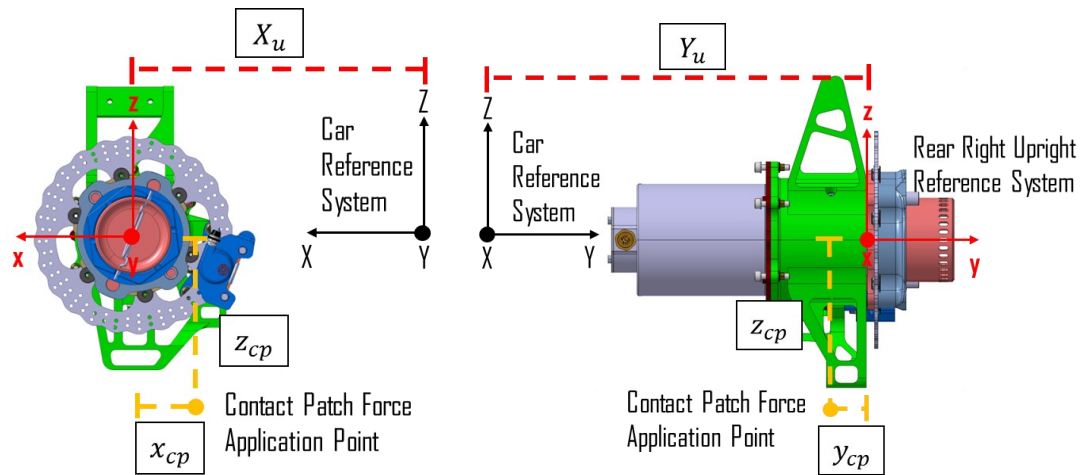 X_u
Z
z
Car
Reference
System
x
y
X
Y
z_cp
Contact Patch Force
Application Point
x_cp
Y_u
Z
z
Car
Reference
System
Rear Right Upright
Reference System
X
Y
x
y
z_cp
Contact Patch Force
Application Point
y_cp